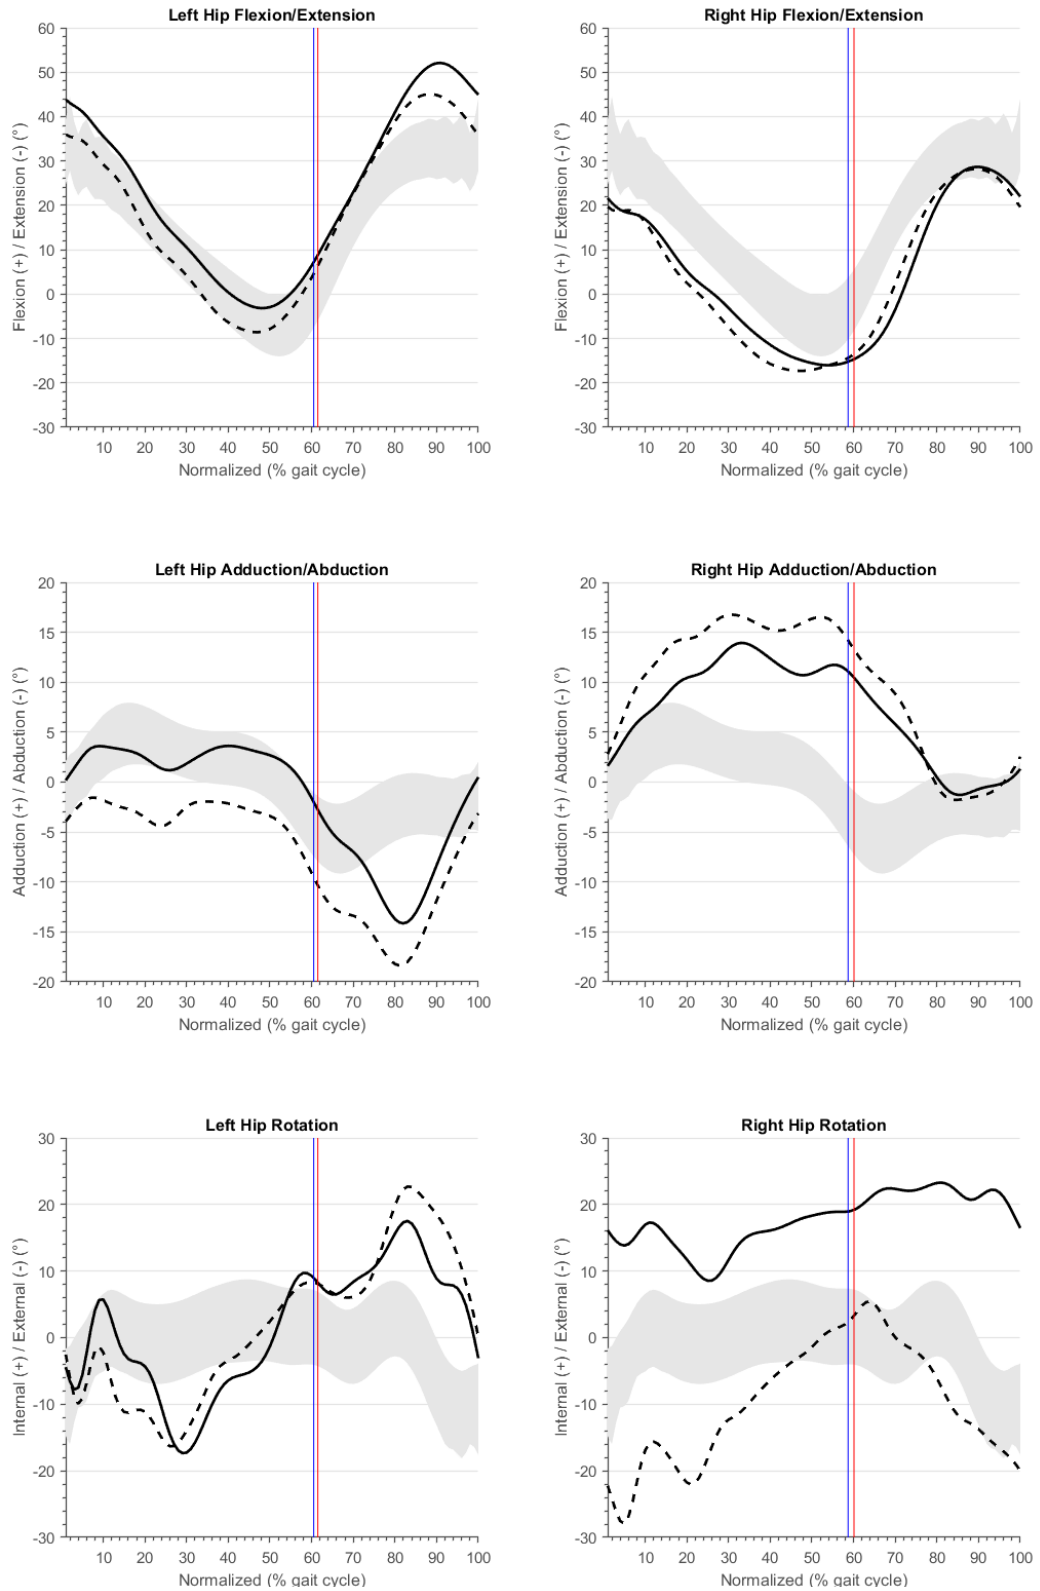 Left Hip Flexion/Extension
Flexion (+) / Extension (-) (°)
60
50
40
30
20
10
0
-10
-20
-30
10 20 30 40 50 60 70 80 90 100
Normalized (% gait cycle)
Right Hip Flexion/Extension
Flexion (+) / Extension (-) (°)
60
50
40
30
20
10
0
-10
-20
-30
10 20 30 40 50 60 70 80 90 100
Normalized (% gait cycle)
Left Hip Adduction/Abduction
Adduction (+) / Abduction (-) (°)
20
15
10
5
0
-5
-10
-15
-20
10 20 30 40 50 60 70 80 90 100
Normalized (% gait cycle)
Right Hip Adduction/Abduction
Adduction (+) / Abduction (-) (°)
20
15
10
5
0
-5
-10
-15
-20
10 20 30 40 50 60 70 80 90 100
Normalized (% gait cycle)
Left Hip Rotation
Internal (+) / External (-) (°)
30
20
10
0
-10
-20
-30
10 20 30 40 50 60 70 80 90 100
Normalized (% gait cycle)
Right Hip Rotation
Internal (+) / External (-) (°)
30
20
10
0
-10
-20
-30
10 20 30 40 50 60 70 80 90 100
Normalized (% gait cycle)